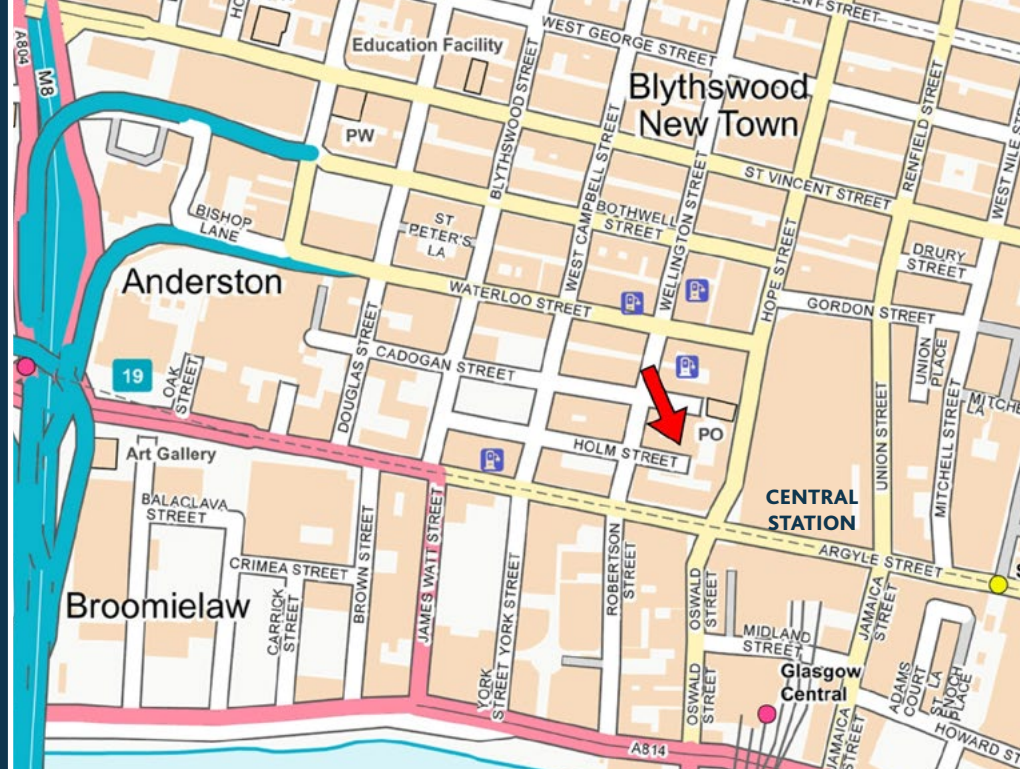 A804
M8
HO
Education Facility
PW
BLYTHSWOOD STREET
WEST GEORGE STREET
Blythswood
New Town
RENFIELD STREET
WEST NILE
ST VINCENT STREET
WEST CAMPBELL STREET
WELLINGTON STREET
BOTHWELL
STREET
ST
PETER'S
LA
BISHOP
LANE
Anderston
WATERLOO STREET
HOPE STREET
DRURY
STREET
GORDON STREET
UNION
PLACE
MITCHELL STREET
LA
CADOGAN STREET
DOUGLAS STREET
OAK
STREET
19
HOLM STREET
PO
UNION STREET
CENTRAL
STATION
ARGYLE STREET
Art Gallery
BALACLAVA
STREET
CRIMEA STREET
CARRICK
STREET
BROWN STREET
JAMES WATT STREET
YORK STREET
YORK
STREET
ROBERTSON
STREET
OSWALD
STREET
OSWALD
STREET
MIDLAND
STREET
JAMAICA
STREET
JAMAICA
STREET
Glasgow
Central
ADAMS
COURT
ST
ENOCH
LA
PLACE
HOWARD ST
Broomielaw
A814